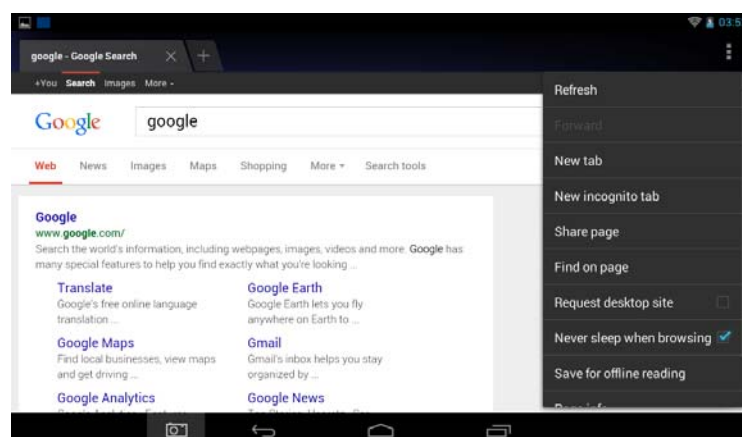 03:5
google - Google Search
+You Search Images More
Google
google
Web News Images Maps Shopping More Search tools
Google
www.google.com/
Search the world's information, including webpages, images, videos and more. Google has
many special features to help you find exactly what you're looking ...
Translate
Google's free online language
translation ...
Google Earth
Google Earth lets you fly
anywhere on Earth to ...
Google Maps
Find local businesses, view maps
and get driving ...
Gmail
Gmail's inbox helps you stay
organized by ...
Google Analytics
Google News
Refresh
Forward
New tab
New incognito tab
Share page
Find on page
Request desktop site
Never sleep when browsing
Save for offline reading
Page info